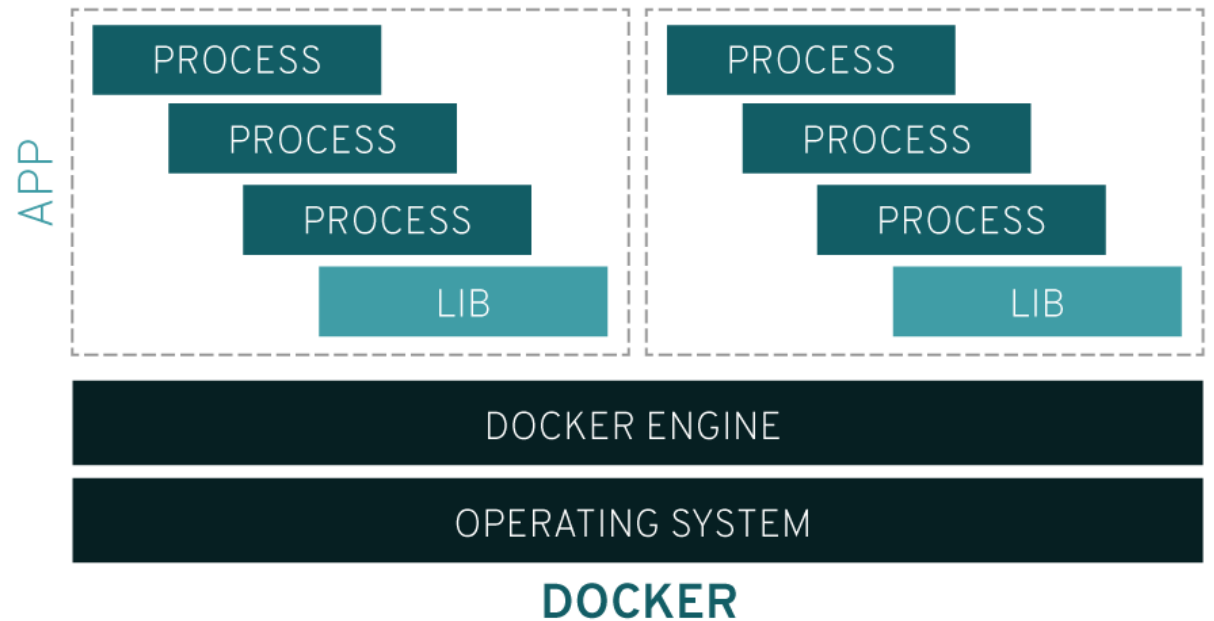 APP
PROCESS
PROCESS
PROCESS
LIB
PROCESS
PROCESS
PROCESS
LIB
DOCKER ENGINE
OPERATING SYSTEM
DOCKER